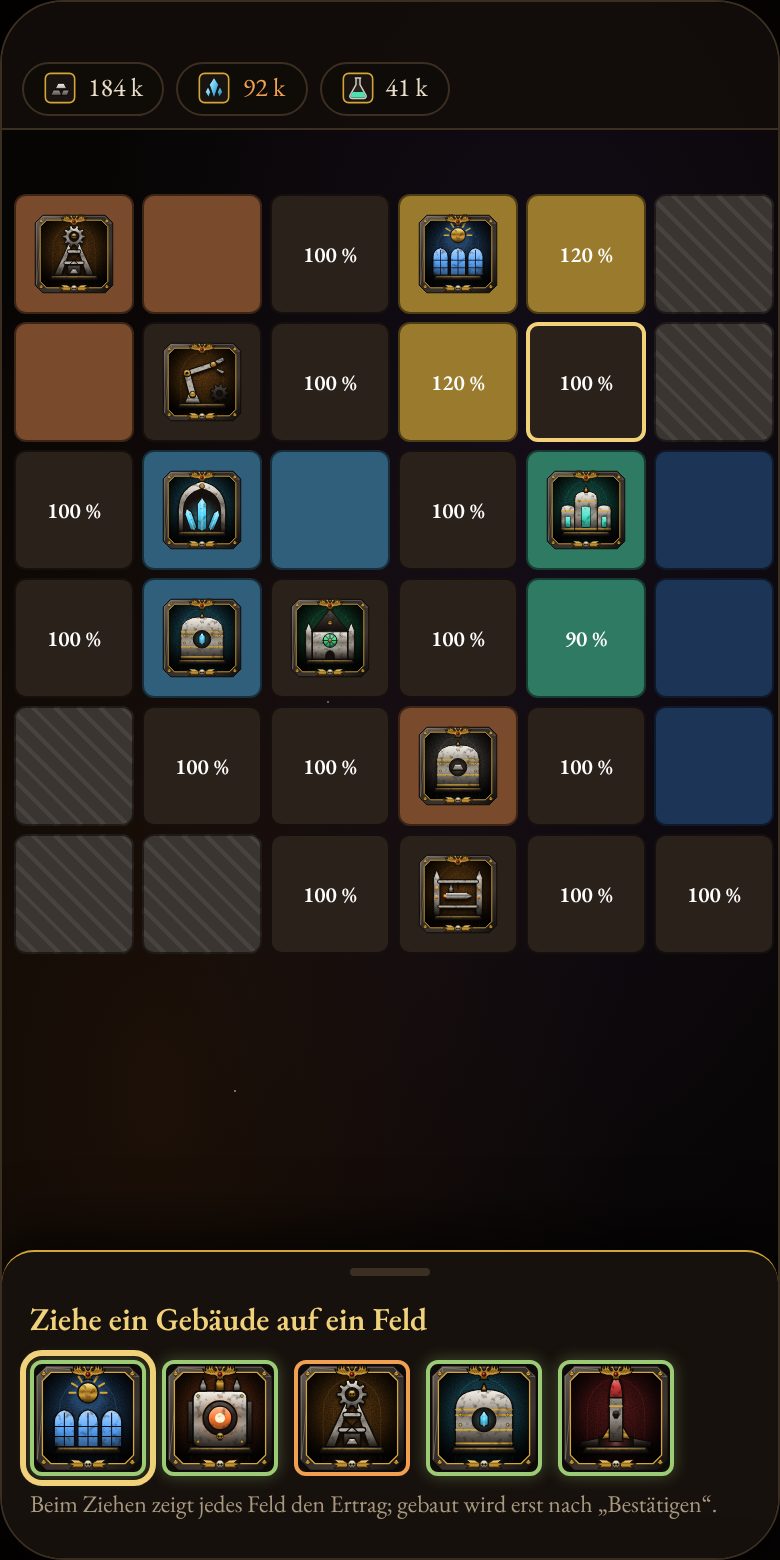 184 k 92 k 41 k
100 % 120 %
100 % 120 % 100 %
100 % 100 %
100 % 100 % 90 %
100 % 100 % 100 %
100 % 100 % 100 %
Ziehe ein Gebäude auf ein Feld
Beim Ziehen zeigt jedes Feld den Ertrag; gebaut wird erst nach „Bestätigen“.